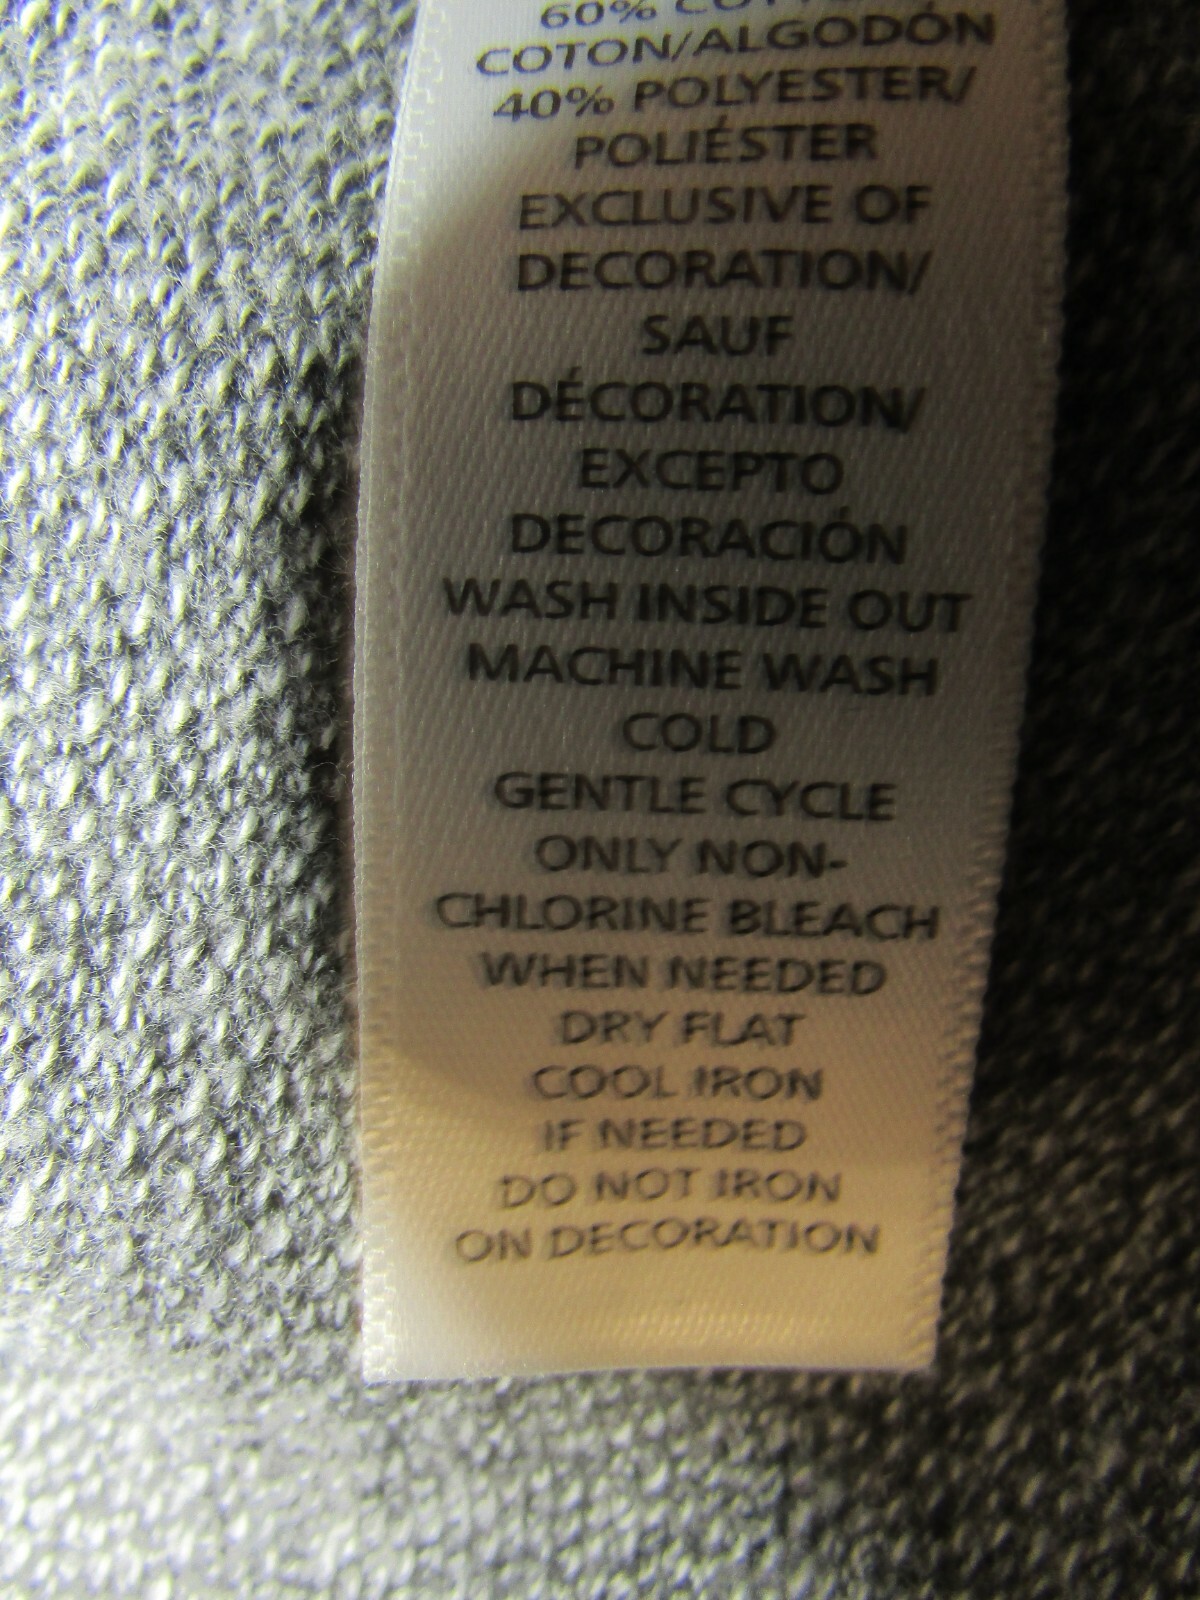 60%
COTON/ALGODÓN
40% POLYESTER/
POLIÉSTER
EXCLUSIVE OF
DECORATION/
SAUF
DÉCORATION/
EXCEPTO
DECORACIÓN
WASH INSIDE OUT
MACHINE WASH
COLD
GENTLE CYCLE
ONLY NON-
CHLORINE BLEACH
WHEN NEEDED
DRY FLAT
COOL IRON
IF NEEDED
DO NOT IRON
ON DECORATION